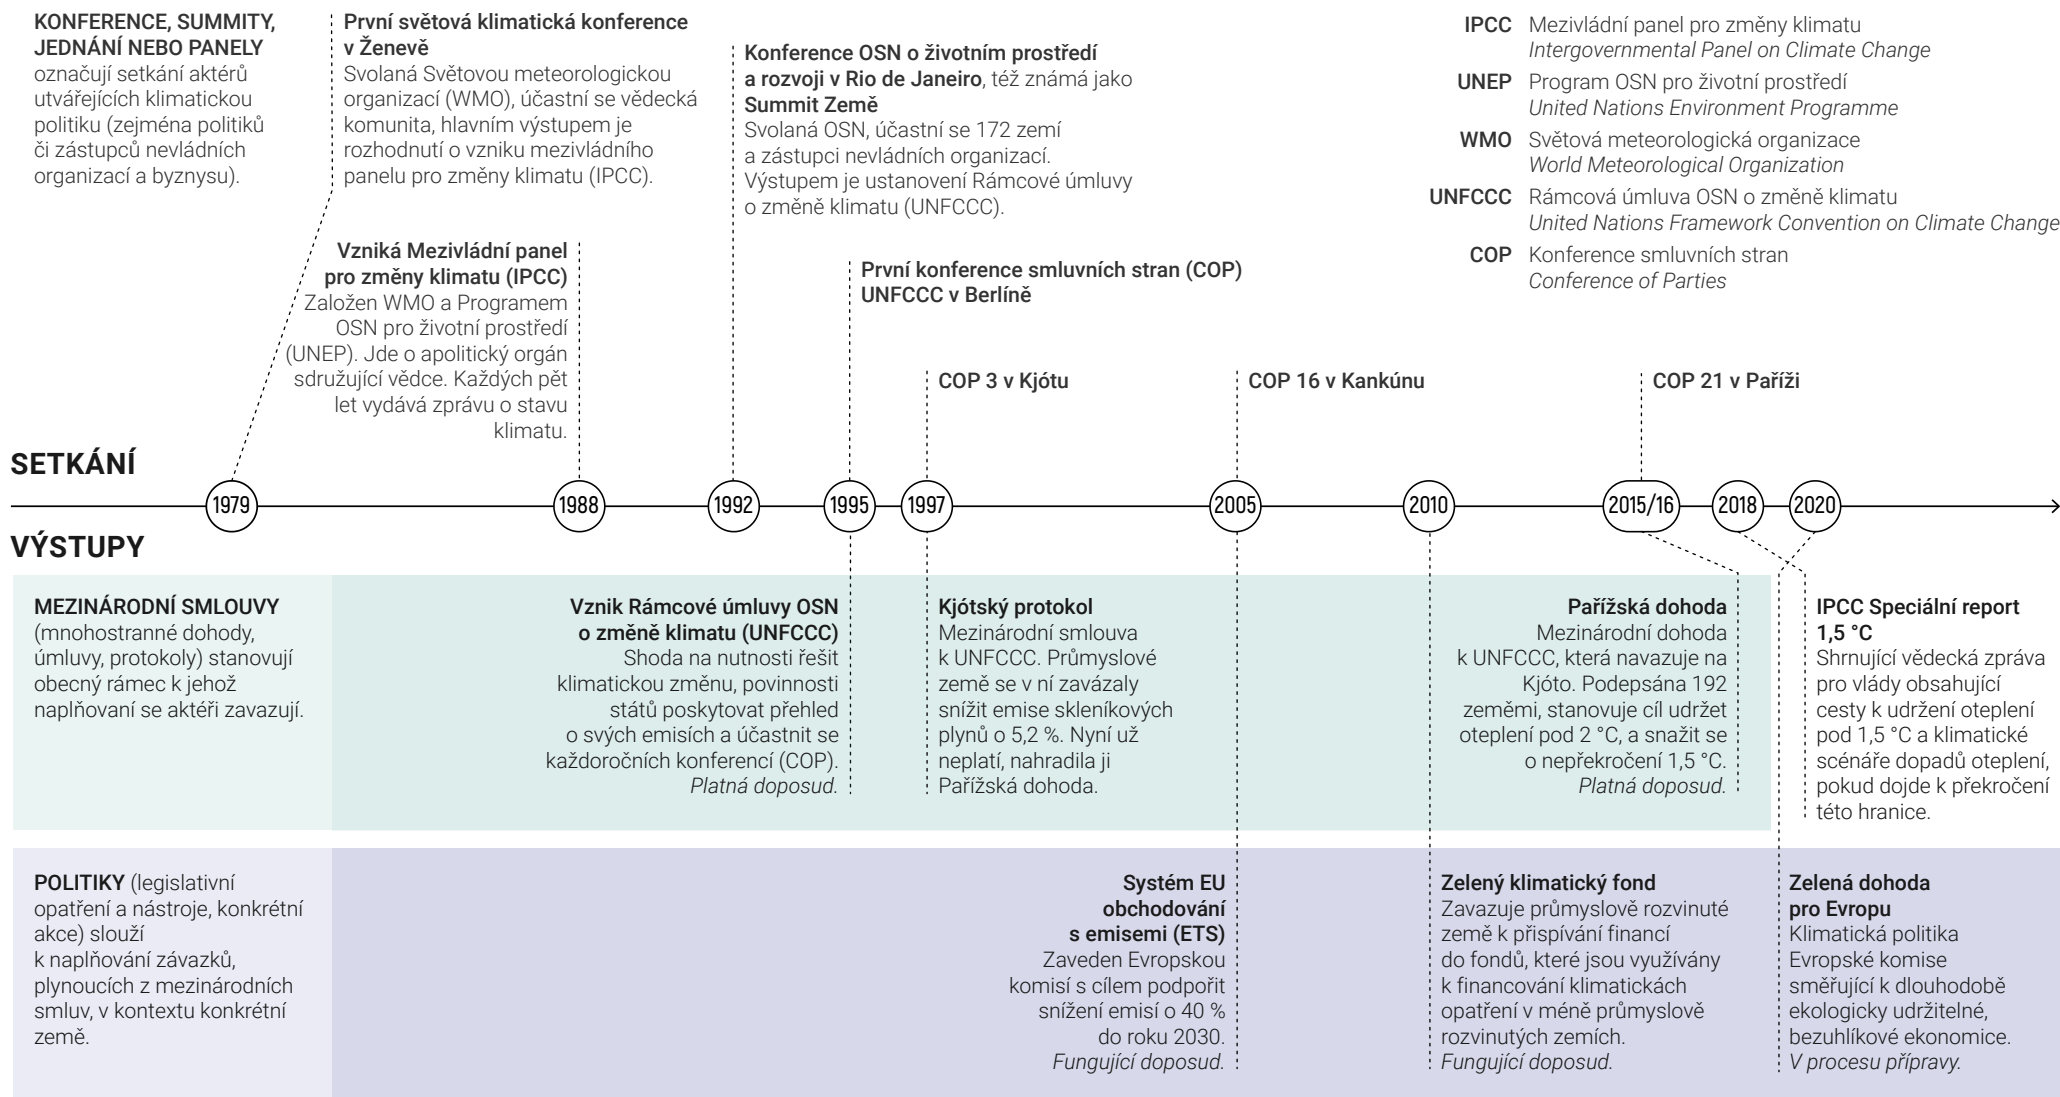 KONFERENCE, SUMMITY,
JEDNÁNÍ NEBO PANELY
označují setkání aktérů
utvářejících klimatickou
politiku (zejména politiků
či zástupců nevládních
organizací a byznysu).
První světová klimatická konference
v Ženevě
Svolaná Světovou meteorologickou
organizací (WMO), účastní se vědecká
komunita, hlavním výstupem je
rozhodnutí o vzniku mezivládního
panelu pro změny klimatu (IPCC).
Konference OSN o životním prostředí
a rozvoji v Rio de Janeiro, též známá jako
Summit Země
Svolaná OSN, účastní se 172 zemí
a zástupci nevládních organizací.
Výstupem je ustanovení Rámcové úmluvy
o změně klimatu (UNFCCC).
IPCC Mezivládní panel pro změny klimatu
Intergovernmental Panel on Climate Change
UNEP Program OSN pro životní prostředí
United Nations Environment Programme
WMO Světová meteorologická organizace
World Meteorological Organization
UNFCCC Rámcová úmluva OSN o změně klimatu
United Nations Framework Convention on Climate Change
COP Konference smluvních stran
Conference of Parties
Vzniká Mezivládní panel
pro změny klimatu (IPCC)
Založen WMO a Programem
OSN pro životní prostředí
(UNEP). Jde o apolitický orgán
sdružující vědce. Každých pět
let vydává zprávu o stavu
klimatu.
První konference smluvních stran (COP)
UNFCCC v Berlíně
COP 3 v Kjótu
COP 16 v Kankúnu
COP 21 v Paříži
SETKÁNÍ
1979
1988
1992
1995
1997
2005
2010
2015/16
2018
2020
VÝSTUPY
MEZINÁRODNÍ SMLOUVY
(mnohostranné dohody,
úmluvy, protokoly) stanovují
obecný rámec k jehož
naplňovaní se aktéři zavazují.
Vznik Rámcové úmluvy OSN
o změně klimatu (UNFCCC)
Shoda na nutnosti řešit
klimatickou změnu, povinnosti
států poskytovat přehled
o svých emisích a účastnit se
každoročních konferencí (COP).
Platná doposud.
Kjótský protokol
Mezinárodní smlouva
k UNFCCC. Průmyslové
země se v ní zavázaly
snížit emise skleníkových
plynů o 5,2 %. Nyní už
neplatí, nahradila ji
Pařížská dohoda.
Pařížská dohoda
Mezinárodní dohoda
k UNFCCC, která navazuje na
Kjóto. Podepsána 192
zeměmi, stanovuje cíl udržet
oteplení pod 2 °C, a snažit se
o nepřekročení 1,5 °C.
Platná doposud.
IPCC Speciální report
1,5 °C
Shrnující vědecká zpráva
pro vlády obsahující
cesty k udržení oteplení
pod 1,5 °C a klimatické
scénáře dopadů oteplení,
pokud dojde k překročení
této hranice.
POLITIKY (legislativní
opatření a nástroje, konkrétní
akce) slouží
k naplňování závazků,
plynoucích z mezinárodních
smluv, v kontextu konkrétní
země.
Systém EU
obchodování
s emisemi (ETS)
Zaveden Evropskou
komisí s cílem podpořit
snížení emisí o 40 %
do roku 2030.
Fungující doposud.
Zelený klimatický fond
Zavazuje průmyslově rozvinuté
země k přispívání financí
do fondů, které jsou využívány
k financování klimatických
opatření v méně průmyslově
rozvinutých zemích.
Fungující doposud.
Zelená dohoda
pro Evropu
Klimatická politika
Evropské komise
směřující k dlouhodobě
ekologicky udržitelné,
bezuhlíkové ekonomice.
V procesu přípravy.